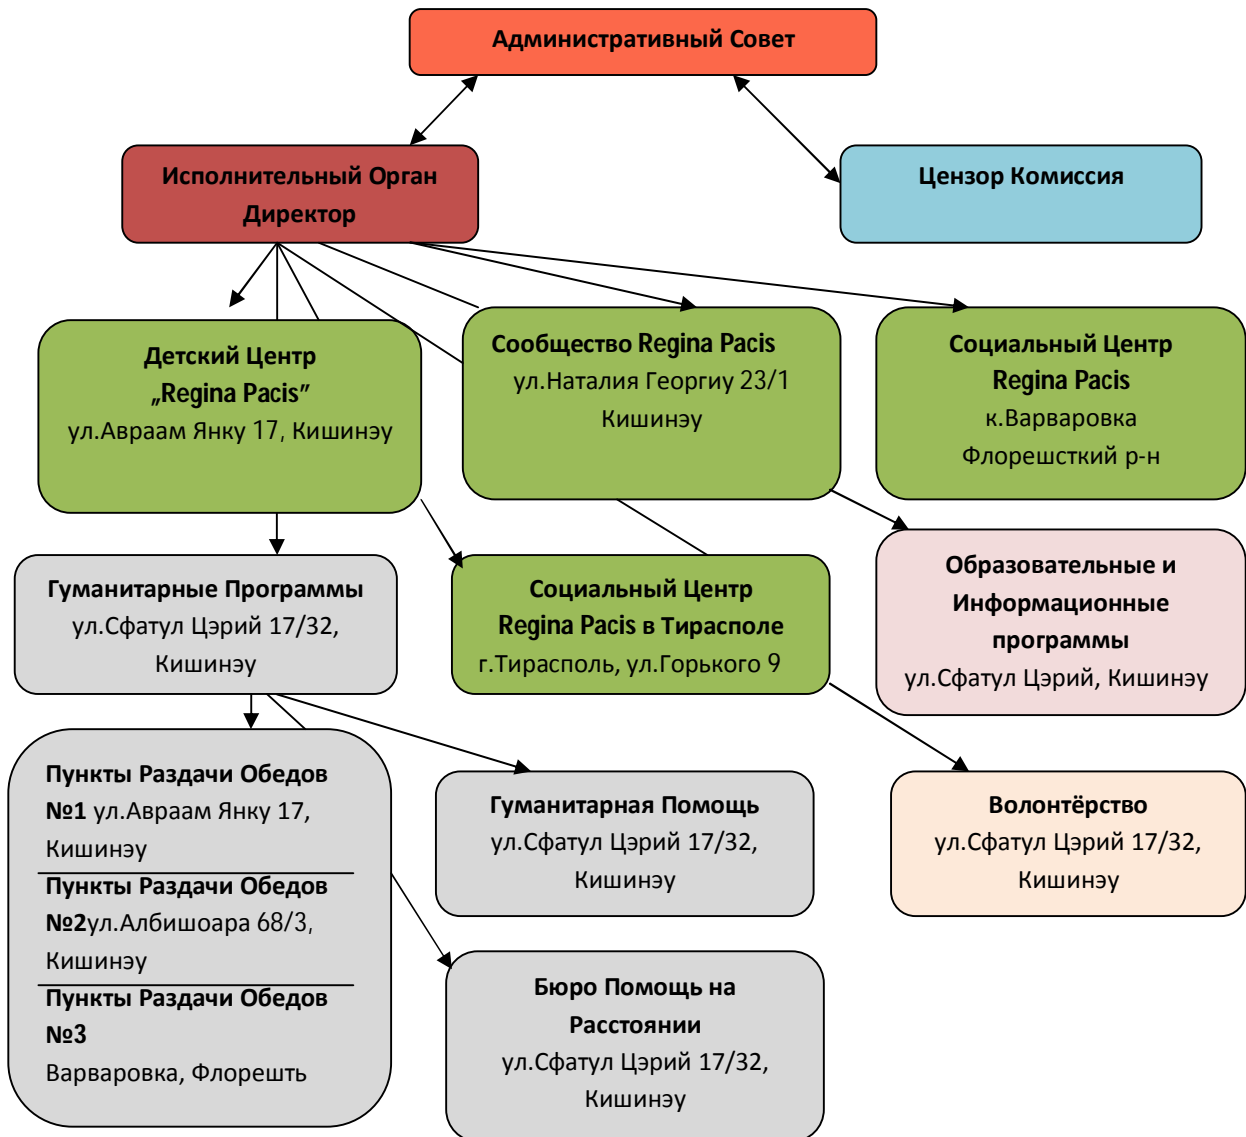 Административный Совет
Исполнительный Орган
Директор
Цензор Комиссия
Детский Центр
„Regina Pacis”
ул.Авраам Янку 17, Кишинэу
Сообщество Regina Pacis
ул.Наталия Георгиу 23/1
Кишинэу
Социальный Центр
Regina Pacis
к.Варваровка
Флорешсткий р-н
Гуманитарные Программы
ул.Сфатул Цэрий 17/32,
Кишинэу
Социальный Центр
Regina Pacis в Тирасполе
г.Тирасполь, ул.Горького 9
Образовательные и
Информационные
программы
ул.Сфатул Цэрий, Кишинэу
Пункты Раздачи Обедов
№1 ул.Авраам Янку 17,
Кишинэу
Пункты Раздачи Обедов
№2ул.Албишоара 68/3,
Кишинэу
Пункты Раздачи Обедов
№3
Варваровка, Флорешть
Гуманитарная Помощь
ул.Сфатул Цэрий 17/32,
Кишинэу
Волонтёрство
ул.Сфатул Цэрий 17/32,
Кишинэу
Бюро Помощь на
Расстоянии
ул.Сфатул Цэрий 17/32,
Кишинэу